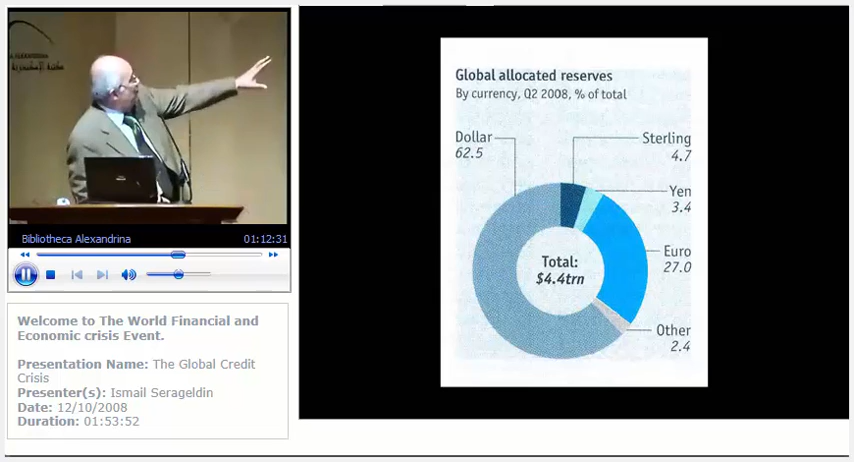 مكتبة الإسكندرية
Bibliotheca Alexandrina
01:12:31
Welcome to The World Financial and
Economic crisis Event.
Presentation Name: The Global Credit
Crisis
Presenter(s): Ismail Serageldin
Date: 12/10/2008
Duration: 01:53:52
Global allocated reserves
By currency, Q2 2008, % of total
Dollar
62.5
Sterling
4.7
Yen
3.4
Euro
27.0
Other
2.4
Total:
$4.4trn